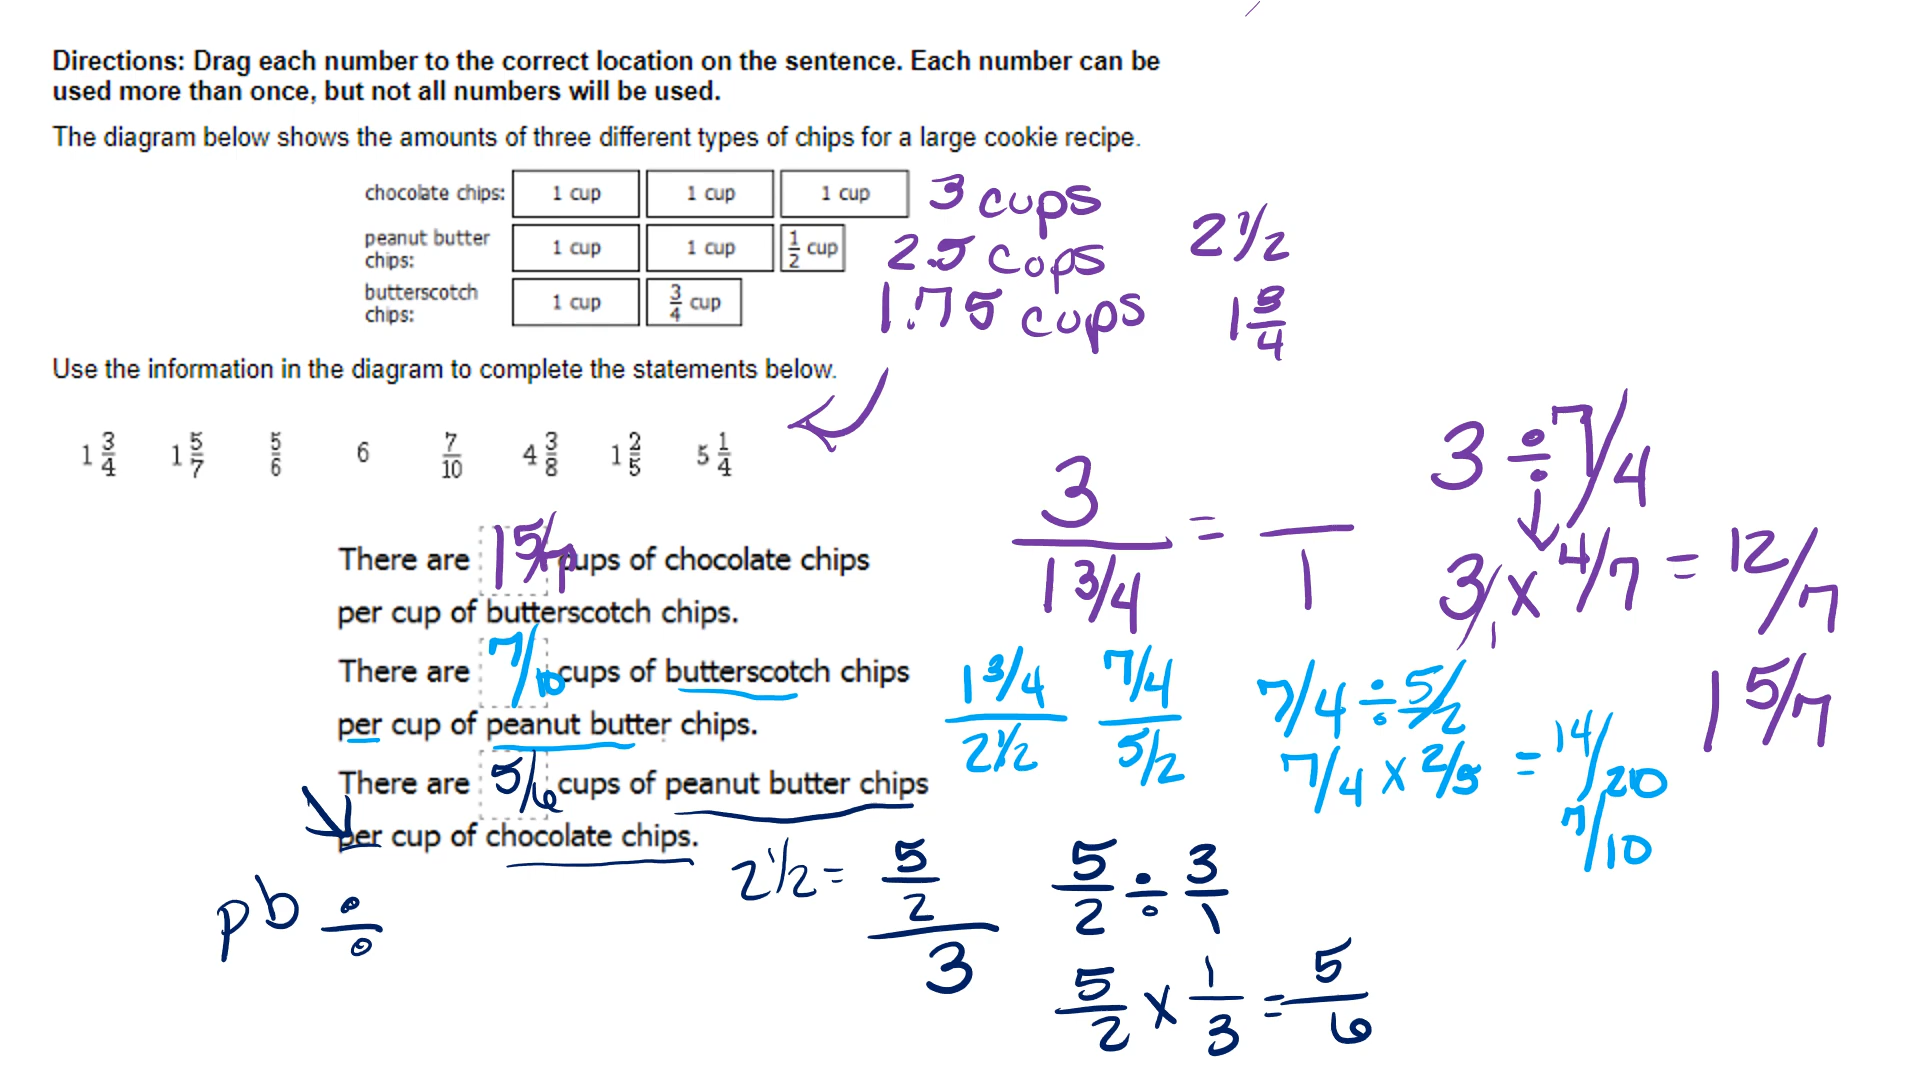 Directions: Drag each number to the correct location on the sentence. Each number can be
used more than once, but not all numbers will be used.
The diagram below shows the amounts of three different types of chips for a large cookie recipe.
chocolate chips: 1 cup 1 cup 1 cup 3 cups
peanut butter chips: 1 cup 1 cup 1/2 cup 2.5 cops 2 1/2
butterscotch chips: 1 cup 3/4 cup 1.75 cups 1 3/4
Use the information in the diagram to complete the statements below.
1 3/4 1 5/7 5/6 6 7/10 4 3/8 1 2/5 5 1/4
There are 1 5/7 cups of chocolate chips
per cup of butterscotch chips.
There are 7/10 cups of butterscotch chips
per cup of peanut butter chips.
There are 5/6 cups of peanut butter chips
per cup of chocolate chips.
3 / 1 3/4 = / 1
3 ÷ 7/4
3/1 x 4/7 = 12/7
1 5/7
1 3/4 / 2 1/2 7/4 / 5/2
7/4 ÷ 5/2
7/4 x 2/5 = 14/20
7/10
pb ÷
2 1/2 = 5/2 / 3
5/2 ÷ 3/1
5/2 x 1/3 = 5/6